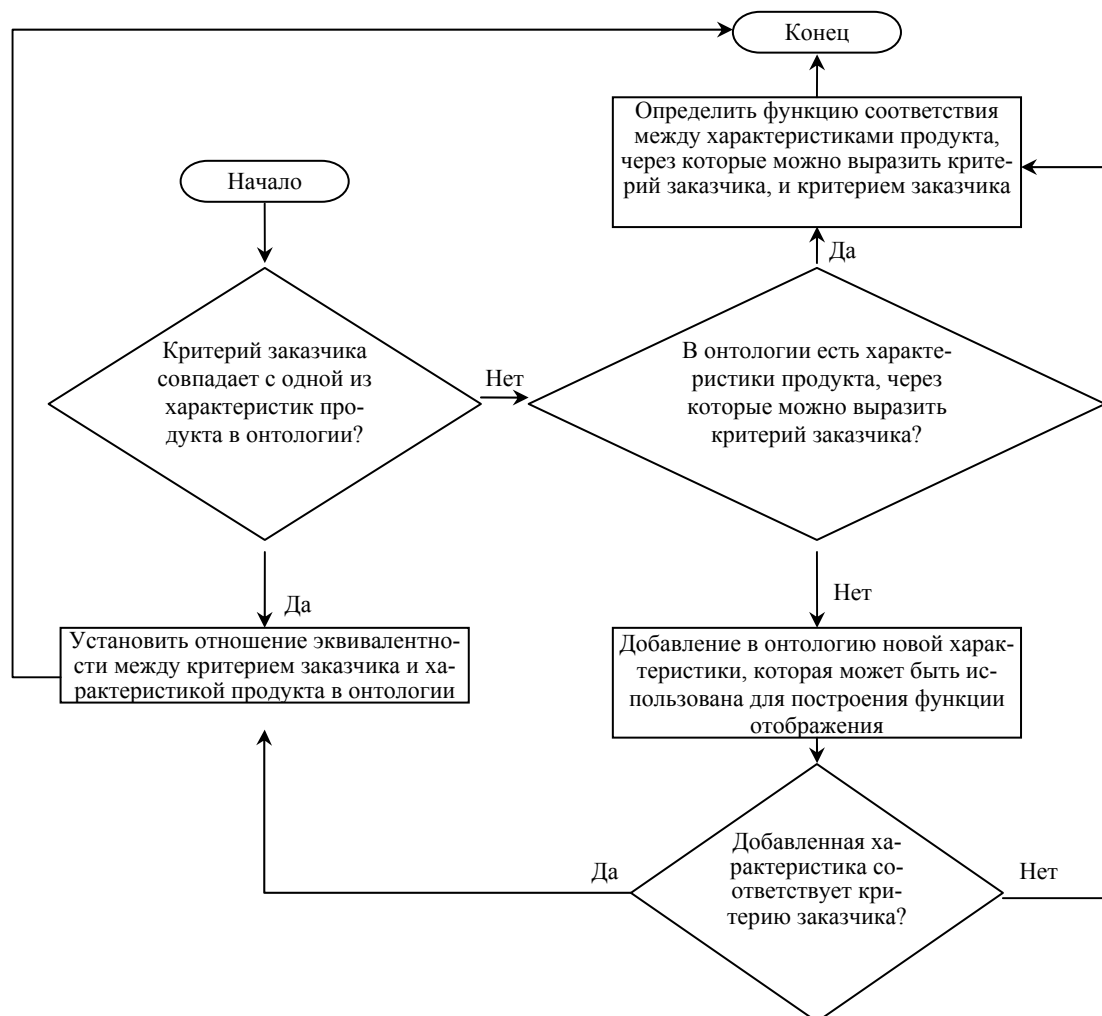 Конец
Определить функцию соответствия
между характеристиками продукта,
через которые можно выразить крите-
рий заказчика, и критерием заказчика
Начало
Да
Критерий заказчика
совпадает с одной из
характеристик про-
дукта в онтологии?
Нет
В онтологии есть характе-
ристики продукта, через
которые можно выразить
критерий заказчика?
Да
Нет
Установить отношение эквивалентно-
сти между критерием заказчика и ха-
рактеристикой продукта в онтологии
Добавление в онтологию новой харак-
теристики, которая может быть ис-
пользована для построения функции
отображения
Да
Добавленная ха-
рактеристика со-
ответствует кри-
терию заказчика?
Нет